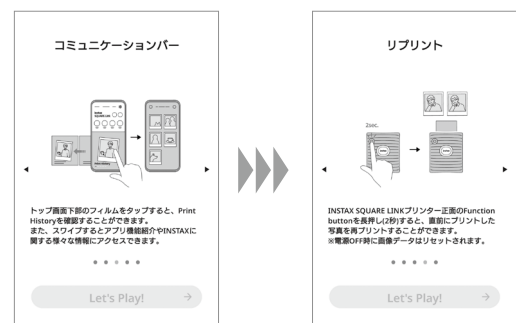 コミュニケーションバー
トップ画面下部のフィルムをタップすると、Print
Historyを確認することができます。
また、スワイプするとアプリ機能紹介やINSTAXに
関する様々な情報にアクセスできます。
Let's Play!
リプリント
2sec.
INSTAX SQUARE LINKプリンター正面のFunction
buttonを長押し(2秒)すると、直前にプリントした
写真を再プリントすることができます。
※電源OFF時に画像データはリセットされます。
Let's Play!